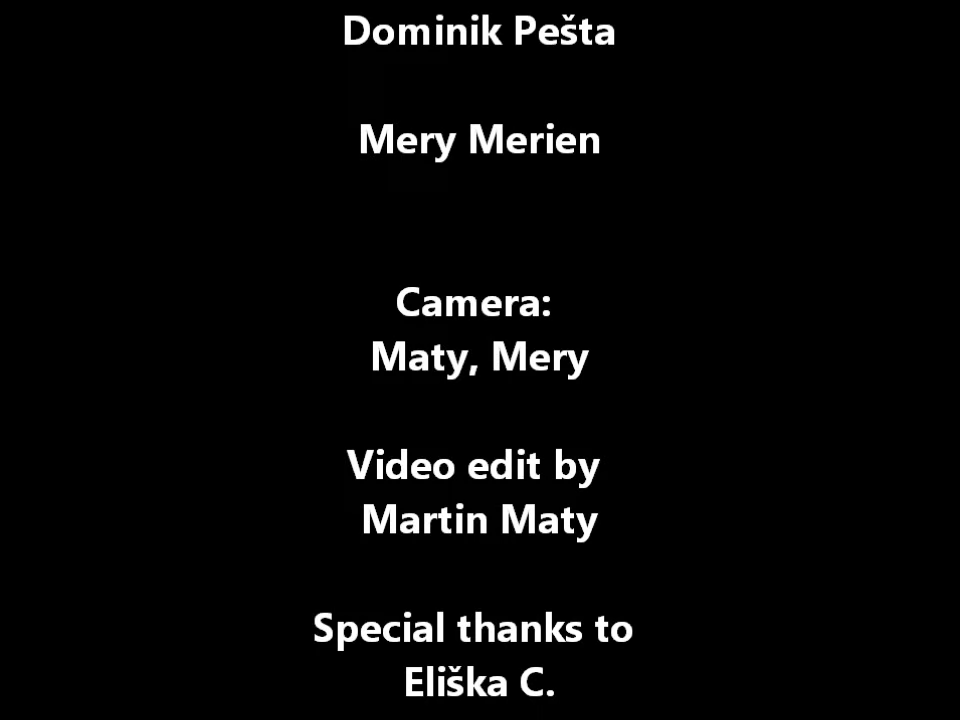 Dominik Pešta
Mery Merien
Camera:
Maty, Mery
Video edit by
Martin Maty
Special thanks to
Eliška C.